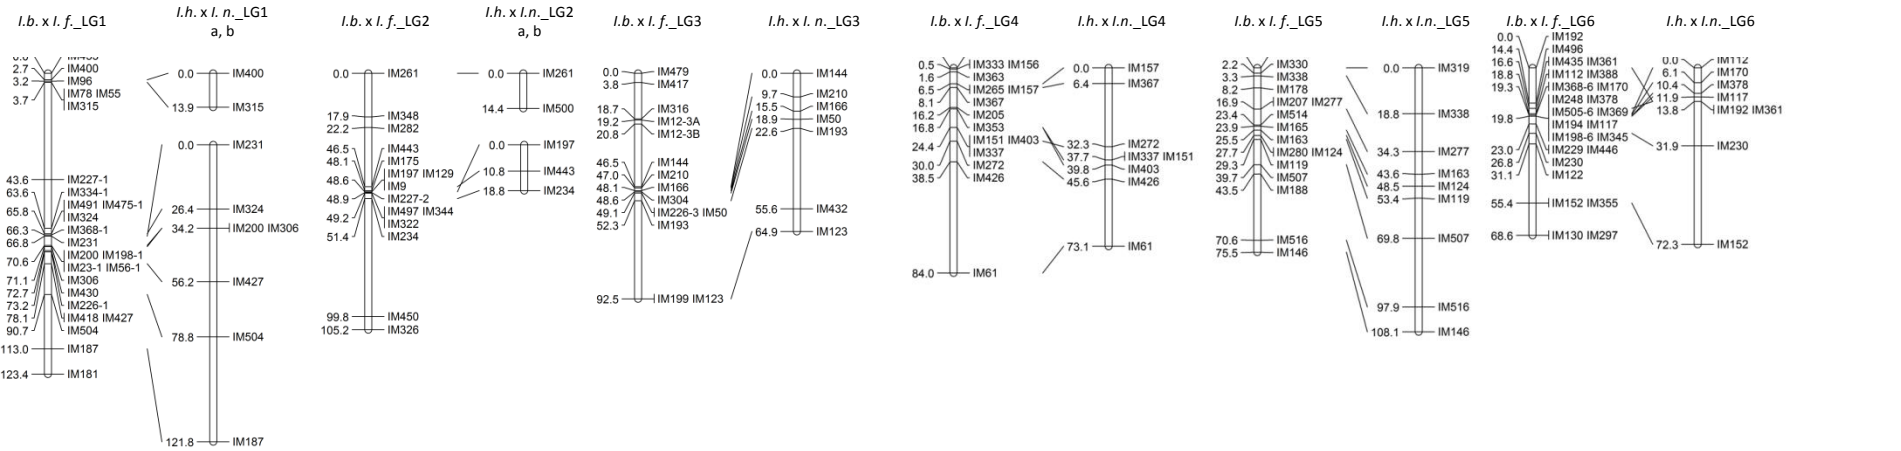 I.b. x I. f._LG1
0.0
2.7 IM400
3.2 IM96
IM78 IM55
3.7 IM315
43.6 IM227-1
63.6 IM334-1
IM491 IM475-1
65.8 IM324
66.3 IM368-1
66.8 IM231
IM200 IM198-1
70.6 IM23-1 IM56-1
71.1 IM306
72.7 IM430
73.2 IM226-1
78.1 IM418 IM427
90.7 IM504
113.0 IM187
123.4 IM181
I.h. x I. n._LG1
a, b
0.0 IM400
13.9 IM315
0.0 IM231
26.4 IM324
34.2 IM200 IM306
56.2 IM427
78.8 IM504
121.8 IM187
I.b. x I. f._LG2
0.0 IM261
17.9 IM348
22.2 IM282
46.5 IM443
48.1 IM175
IM197 IM129
48.6 IM9
48.9 IM227-2
IM497 IM344
49.2 IM322
51.4 IM234
99.8 IM450
105.2 IM326
I.h. x I.n._LG2
a, b
0.0 IM261
14.4 IM500
0.0 IM197
10.8 IM443
18.8 IM234
I.b. x I. f._LG3
0.0 IM479
3.8 IM417
18.7 IM316
19.2 IM12-3A
20.8 IM12-3B
46.5 IM144
47.0 IM210
48.1 IM166
48.6 IM304
49.1 IM226-3 IM50
52.3 IM193
92.5 IM199 IM123
I.h. x I. n._LG3
0.0 IM144
9.7 IM210
15.5 IM166
18.9 IM50
22.6 IM193
55.6 IM432
64.9 IM123
I.b. x I. f._LG4
0.5 IM333 IM156
1.6 IM363
6.5 IM265 IM157
8.1 IM367
16.2 IM205
16.8 IM353
IM151 IM403
24.4 IM337
30.0 IM272
38.5 IM426
84.0 IM61
I.h. x I.n._LG4
0.0 IM157
6.4 IM367
32.3 IM272
37.7 IM337 IM151
39.8 IM403
45.6 IM426
73.1 IM61
I.b. x I. f._LG5
2.2 IM330
3.3 IM338
8.2 IM178
16.9 IM207 IM277
23.4 IM514
23.9 IM165
25.5 IM163
27.7 IM280 IM124
29.3 IM119
39.7 IM507
43.5 IM188
70.6 IM516
75.5 IM146
I.h. x I.n._LG5
0.0 IM319
18.8 IM338
34.3 IM277
43.6 IM163
48.5 IM124
53.4 IM119
69.8 IM507
97.9 IM516
108.1 IM146
I.b. x I. f._LG6
0.0 IM192
14.4 IM496
16.6 IM435 IM361
18.8 IM112 IM388
19.3 IM368-6 IM170
IM248 IM378
IM505-6 IM369
19.8 IM194 IM117
IM198-6 IM345
23.0 IM229 IM446
26.8 IM230
31.1 IM122
55.4 IM152 IM355
68.6 IM130 IM297
I.h. x I.n._LG6
0.0 IM112
6.1 IM170
10.4 IM378
11.9 IM117
13.8 IM192 IM361
31.9 IM230
72.3 IM152